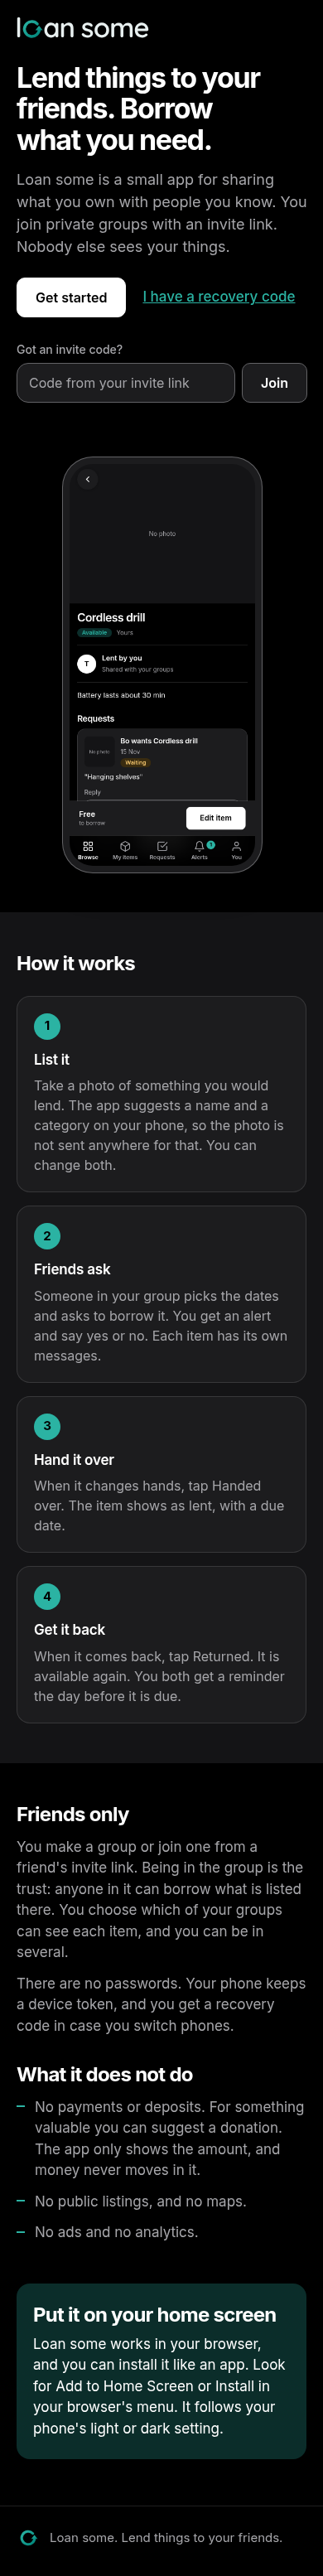 loan some
Lend things to your
friends. Borrow
what you need.
Loan some is a small app for sharing
what you own with people you know. You
join private groups with an invite link.
Nobody else sees your things.
Get started
I have a recovery code
Got an invite code?
Code from your invite link
Join
No photo
Cordless drill
Available
Yours
T
Lent by you
Shared with your groups
Battery lasts about 30 min
Requests
No photo
Bo wants Cordless drill
15 Nov
Waiting
"Hanging shelves"
Reply
Free
to borrow
Edit item
Browse
My items
Requests
Alerts
1
You
How it works
1
List it
Take a photo of something you would
lend. The app suggests a name and a
category on your phone, so the photo is
not sent anywhere for that. You can
change both.
2
Friends ask
Someone in your group picks the dates
and asks to borrow it. You get an alert
and say yes or no. Each item has its own
messages.
3
Hand it over
When it changes hands, tap Handed
over. The item shows as lent, with a due
date.
4
Get it back
When it comes back, tap Returned. It is
available again. You both get a reminder
the day before it is due.
Friends only
You make a group or join one from a
friend's invite link. Being in the group is the
trust: anyone in it can borrow what is listed
there. You choose which of your groups
can see each item, and you can be in
several.
There are no passwords. Your phone keeps
a device token, and you get a recovery
code in case you switch phones.
What it does not do
No payments or deposits. For something
valuable you can suggest a donation.
The app only shows the amount, and
money never moves in it.
No public listings, and no maps.
No ads and no analytics.
Put it on your home screen
Loan some works in your browser,
and you can install it like an app. Look
for Add to Home Screen or Install in
your browser's menu. It follows your
phone's light or dark setting.
Loan some. Lend things to your friends.